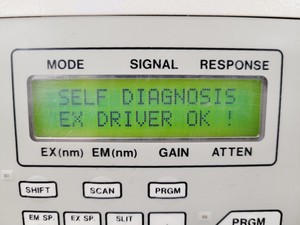 MODE SIGNAL RESPONSE
SELF DIAGNOSIS
EX DRIVER OK !
EX(nm) EM(nm) GAIN ATTEN
SHIFT SCAN PRGM
EM SP. EX SP. SLIT PRGM